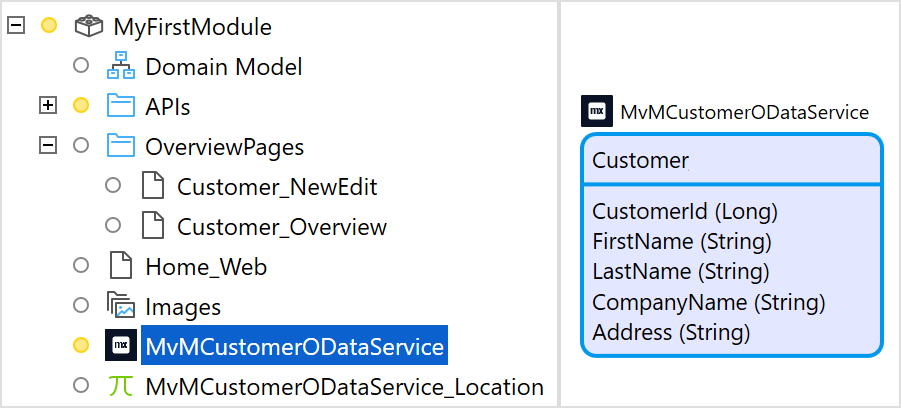 MyFirstModule
Domain Model
APIs
OverviewPages
Customer_NewEdit
Customer_Overview
Home_Web
Images
mx MvMCustomerODataService
MvMCustomerODataService_Location
mx MvMCustomerODataService
Customer
CustomerId (Long)
FirstName (String)
LastName (String)
CompanyName (String)
Address (String)